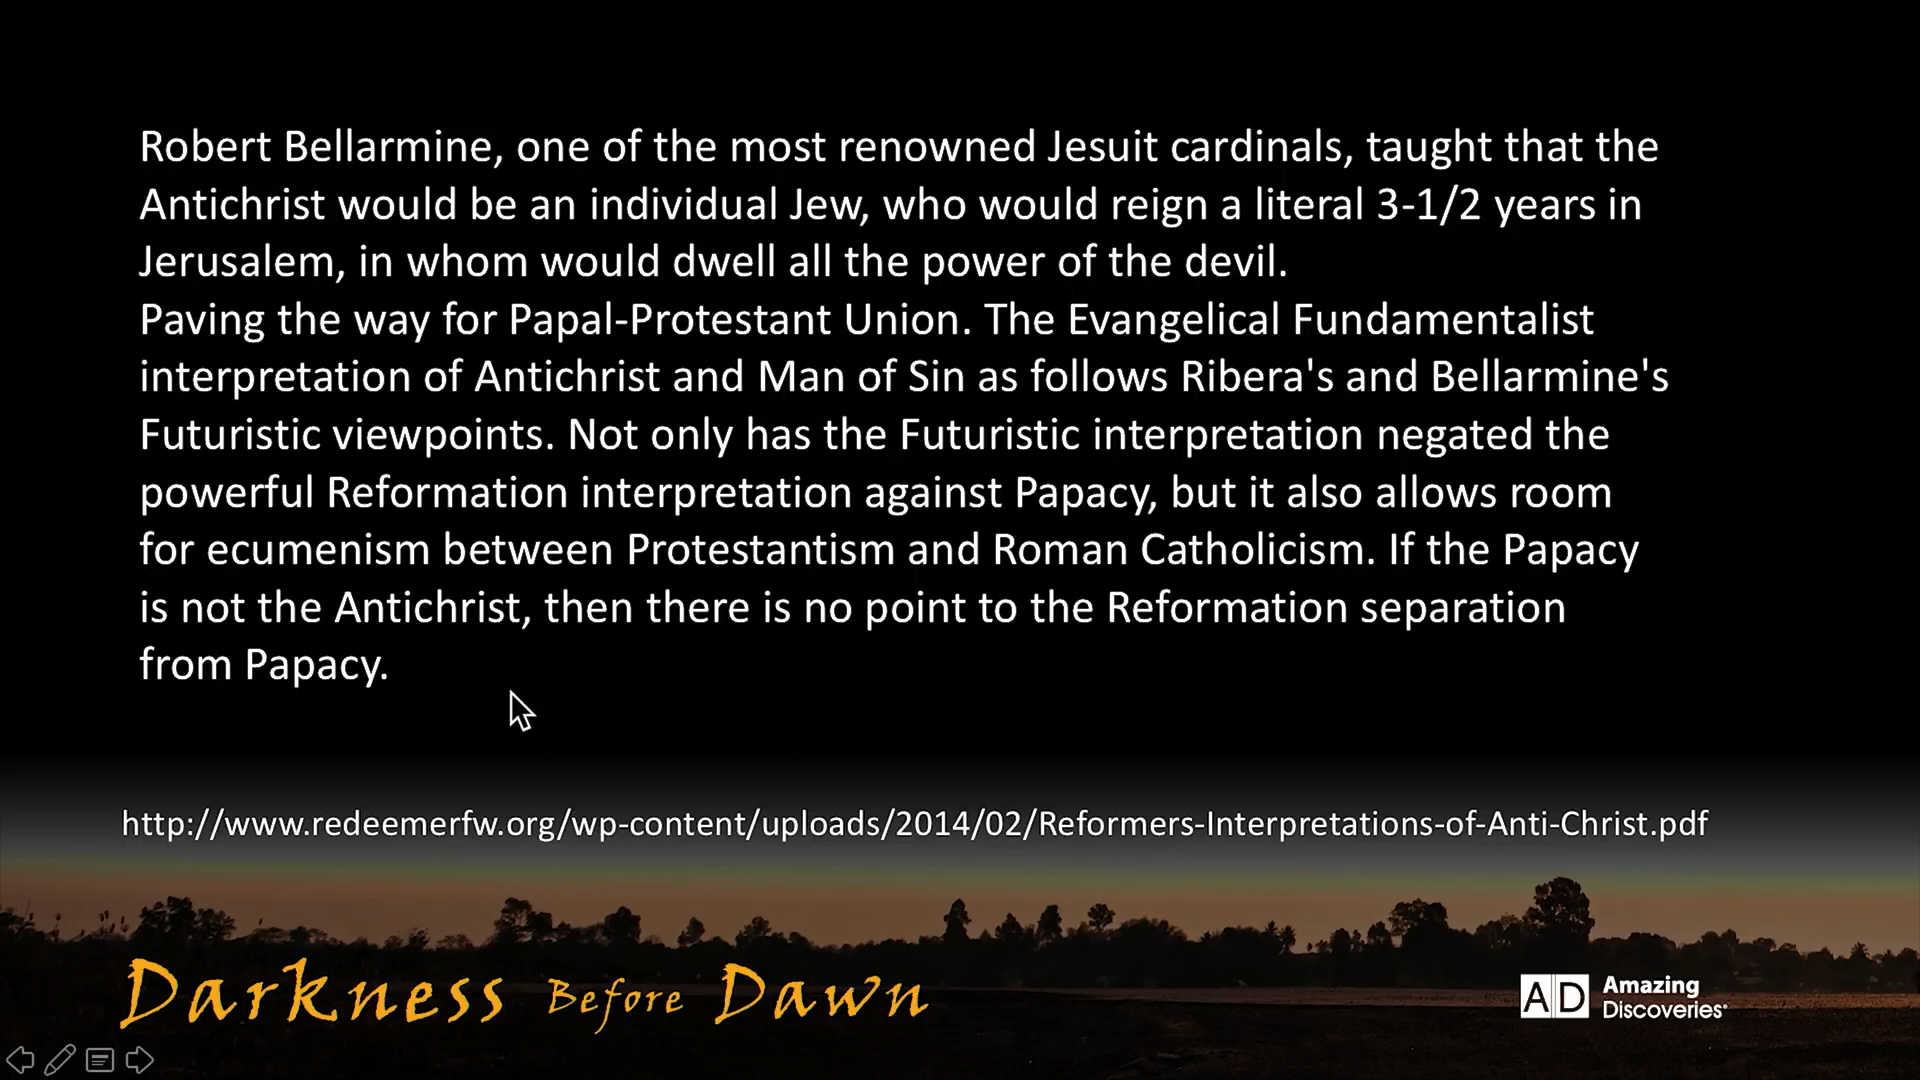 Robert Bellarmine, one of the most renowned Jesuit cardinals, taught that the
Antichrist would be an individual Jew, who would reign a literal 3-1/2 years in
Jerusalem, in whom would dwell all the power of the devil.
Paving the way for Papal-Protestant Union. The Evangelical Fundamentalist
interpretation of Antichrist and Man of Sin as follows Ribera's and Bellarmine's
Futuristic viewpoints. Not only has the Futuristic interpretation negated the
powerful Reformation interpretation against Papacy, but it also allows room
for ecumenism between Protestantism and Roman Catholicism. If the Papacy
is not the Antichrist, then there is no point to the Reformation separation
from Papacy.
http://www.redeemerfw.org/wp-content/uploads/2014/02/Reformers-Interpretations-of-Anti-Christ.pdf
Darkness Before Dawn
AD Amazing
Discoveries